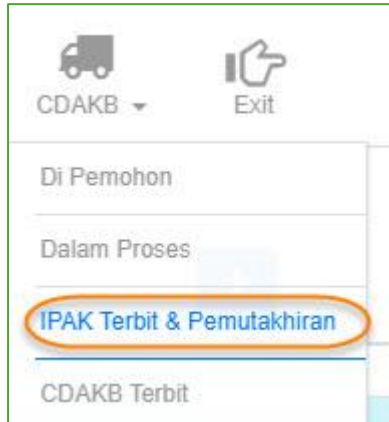 CDAKB
Exit
Di Pemohon
Dalam Proses
IPAK Terbit & Pemutakhiran
CDAKB Terbit